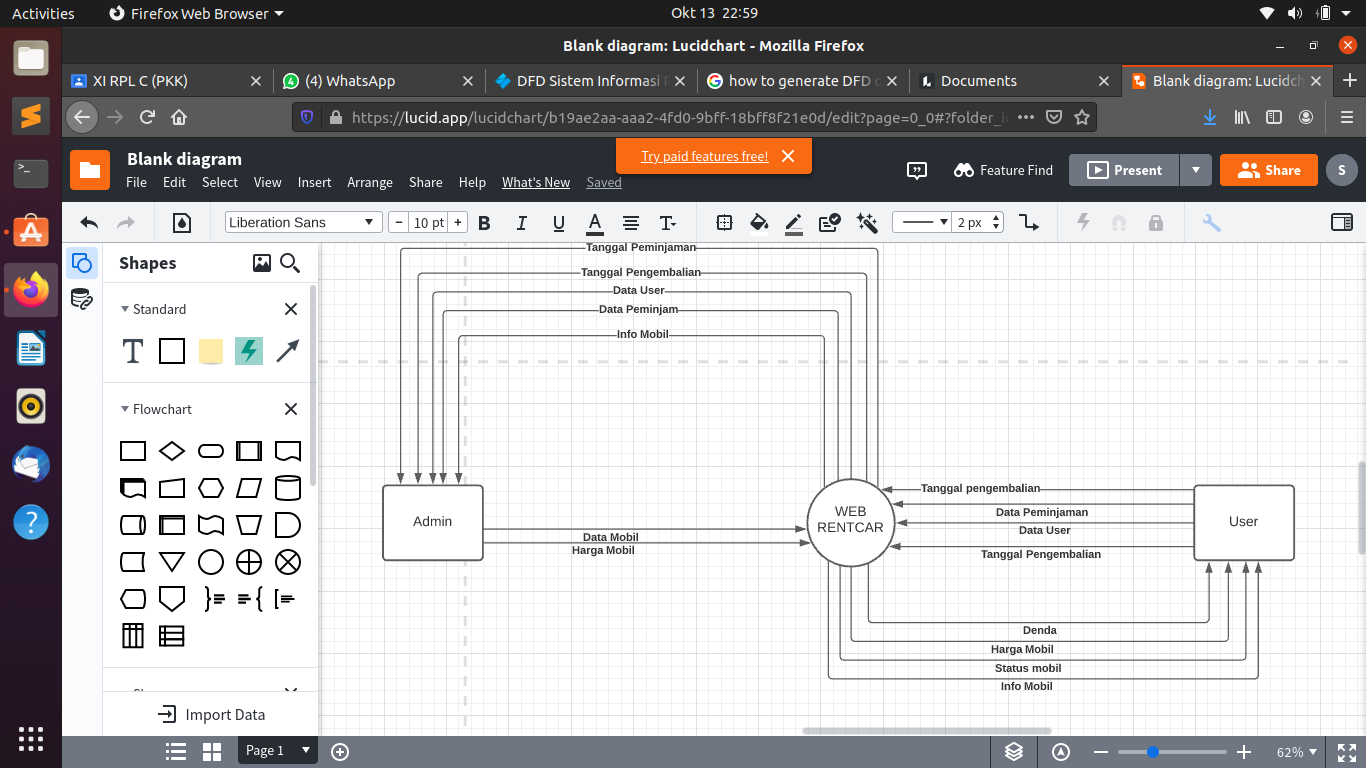 Activities
Firefox Web Browser
Okt 13 22:59
Blank diagram: Lucidchart - Mozilla Firefox
XI RPL C (PKK)
(4) WhatsApp
DFD Sistem Informasi
how to generate DFD
Documents
Blank diagram: Lucidch
https://lucid.app/lucidchart/b19ae2aa-aaa2-4fd0-9bff-18bff8f21e0d/edit?page=0_0#?folder_i
Blank diagram
Try paid features free!
File Edit Select View Insert Arrange Share Help What's New Saved
Feature Find
Present
Share
S
Liberation Sans
10 pt
B I U A T
2 px
Shapes
Standard
T
Flowchart
Import Data
Tanggal Peminjaman
Tanggal Pengembalian
Data User
Data Peminjam
Info Mobil
Admin
Data Mobil
Harga Mobil
WEB
RENTCAR
Tanggal pengembalian
Data Peminjaman
Data User
Tanggal Pengembalian
User
Denda
Harga Mobil
Status mobil
Info Mobil
Page 1
62%